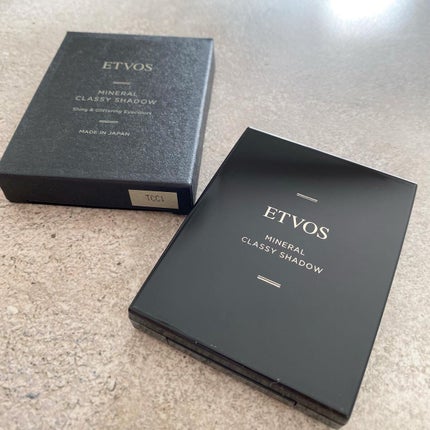 ETVOS
MINERAL
CLASSY SHADOW
Shiny & Glittering Eyecolors
MADE IN JAPAN
TCC1
ETVOS
MINERAL
CLASSY SHADOW